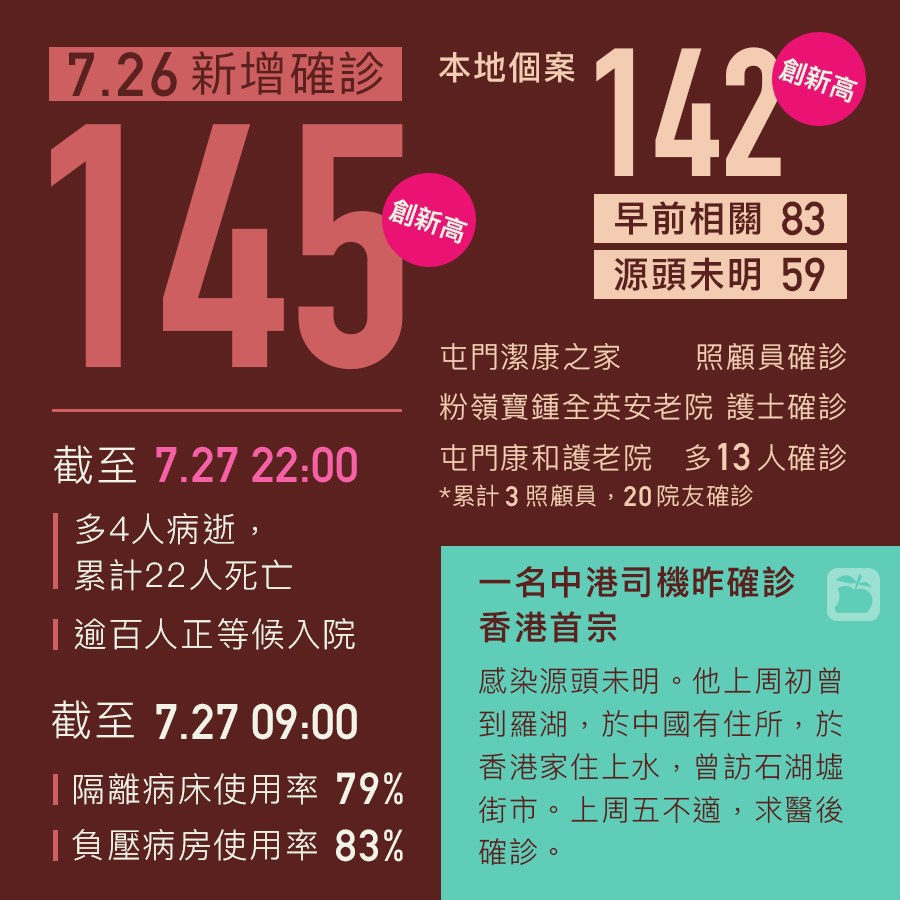 7.26 新增確診
145
創新高
截至 7.27 22:00
多4人病逝，
累計22人死亡
逾百人正等候入院
截至 7.27 09:00
隔離病床使用率 79%
負壓病房使用率 83%
本地個案 142
創新高
早前相關 83
源頭未明 59
屯門潔康之家 照顧員確診
粉嶺寶鍾全英安老院 護士確診
屯門康和護老院 多13人確診
*累計3照顧員，20院友確診
一名中港司機昨確診
香港首宗
感染源頭未明。他上周初曾
到羅湖，於中國有住所，於
香港家住上水，曾訪石湖墟
街市。上周五不適，求醫後
確診。